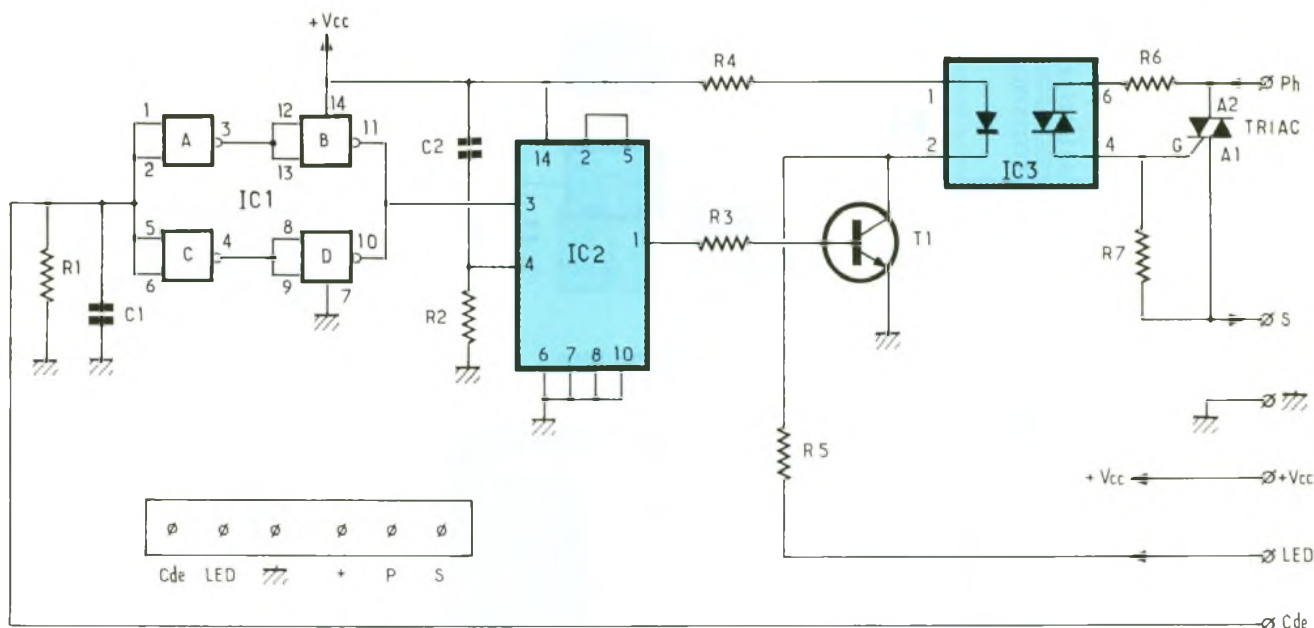 +Vcc
R4
R6
Ph
1 A 3 12 14 B 11
2 13
IC1
C2
14 2 5
1
6
A2
TRIAC
2
IC3
4
G
A1
3
R3
5 C 4 8 D 10
6 9 7
IC2
1
T1
R1
C1
4
R2
R7
S
6 7 8 10
R5
+Vcc
+Vcc
Cde LED + P S
LED
Cde